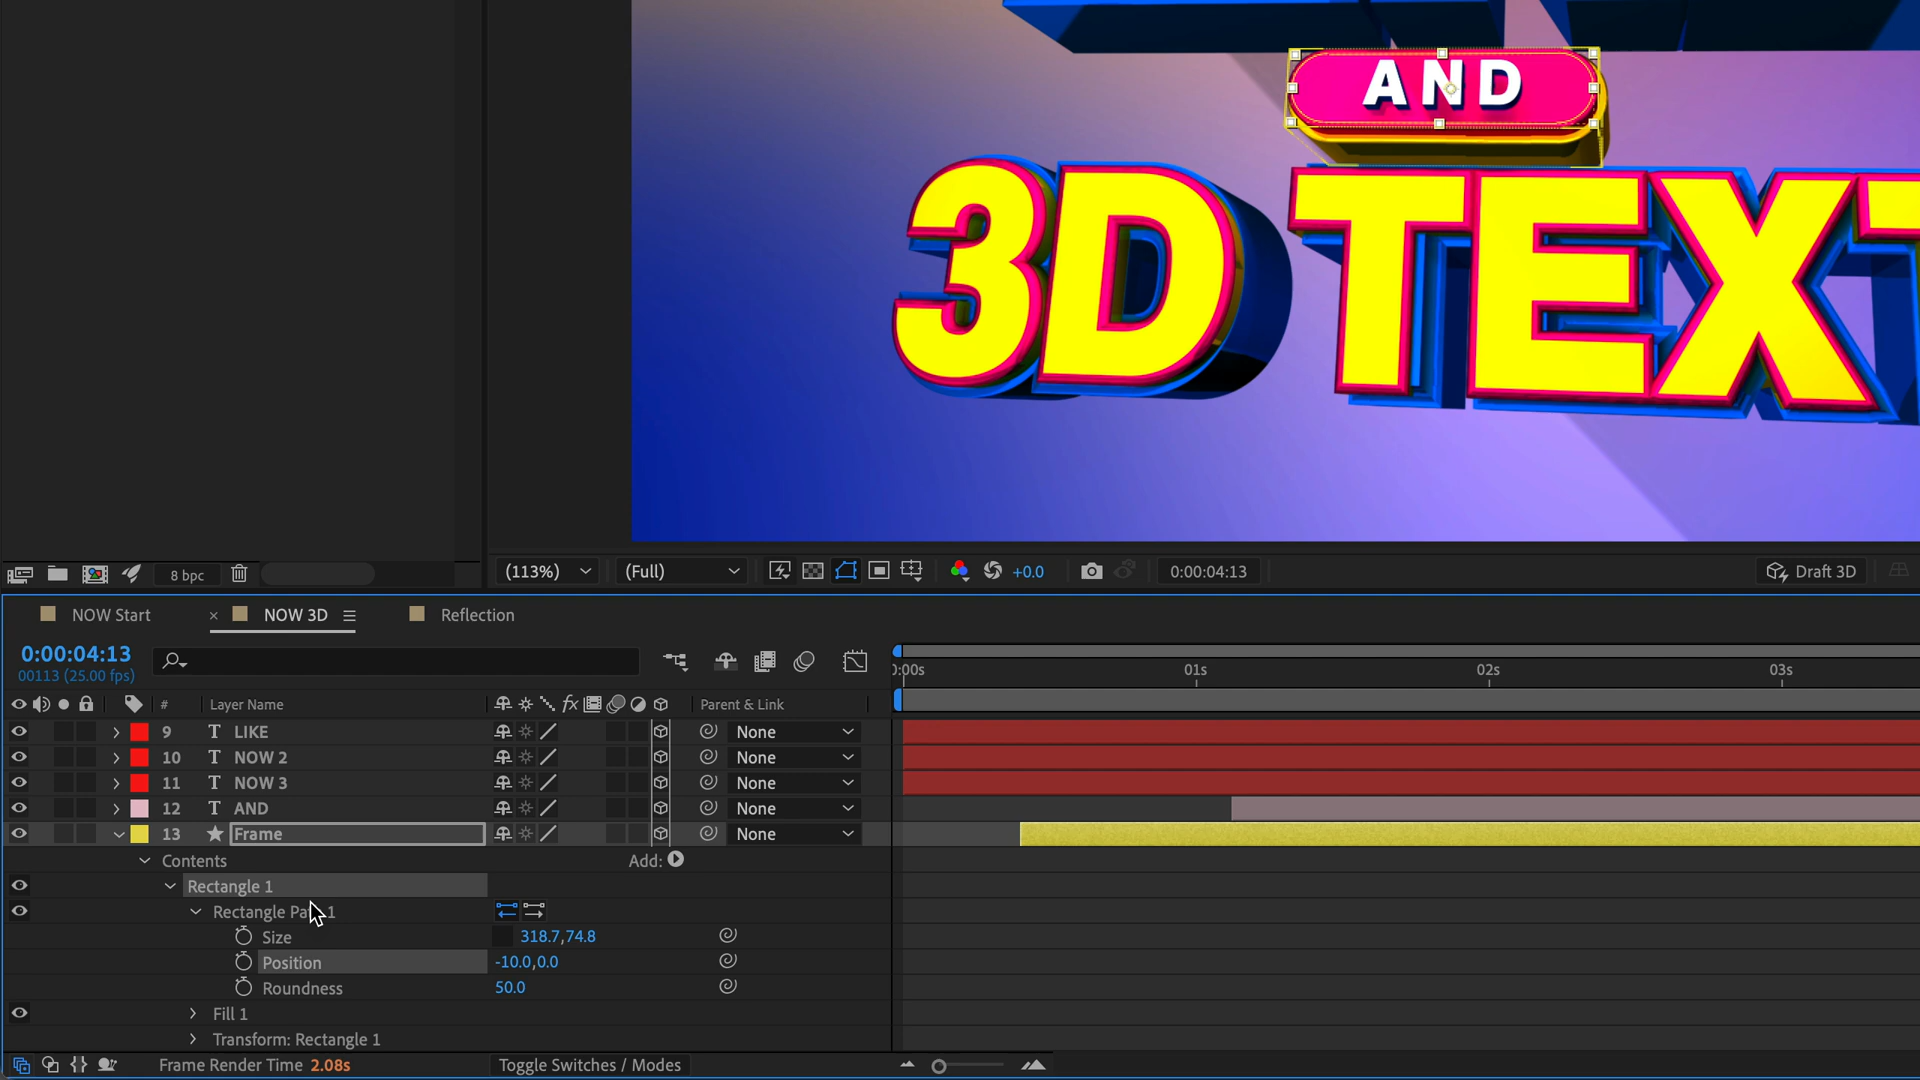 AND
3D TEXT
8 bpc
(113%)
(Full)
+0.0
0:00:04:13
Draft 3D
NOW Start
× NOW 3D
Reflection
0:00:04:13
00113 (25.00 fps)
:00s 01s 02s 03s
# Layer Name fx Parent & Link
9 T LIKE None
10 T NOW 2 None
11 T NOW 3 None
12 T AND None
13 Frame None
Contents Add:
Rectangle 1
Rectangle Pa 1
Size 318.7,74.8
Position -10.0,0.0
Roundness 50.0
Fill 1
Transform: Rectangle 1
Frame Render Time 2.08s Toggle Switches / Modes